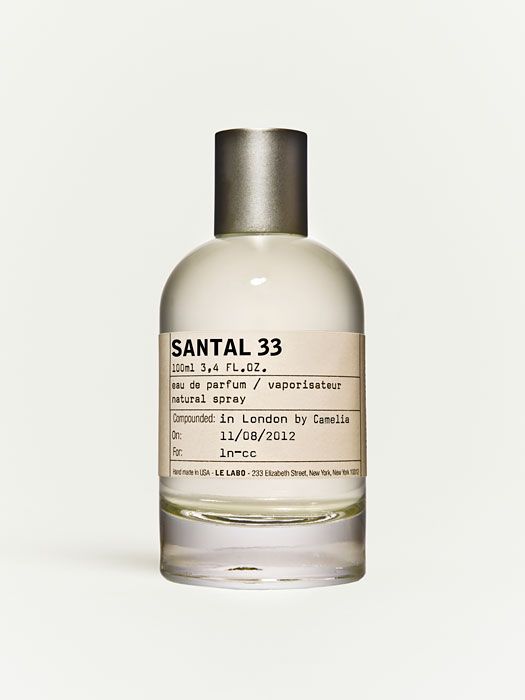 SANTAL 33
100ml 3,4 FL.OZ.
eau de parfum / vaporisateur
natural spray
Compounded: in London by Camelia
On: 11/08/2012
For: ln-cc
Hand made in USA - LE LABO - 233 Elizabeth Street, New York, New York 10012